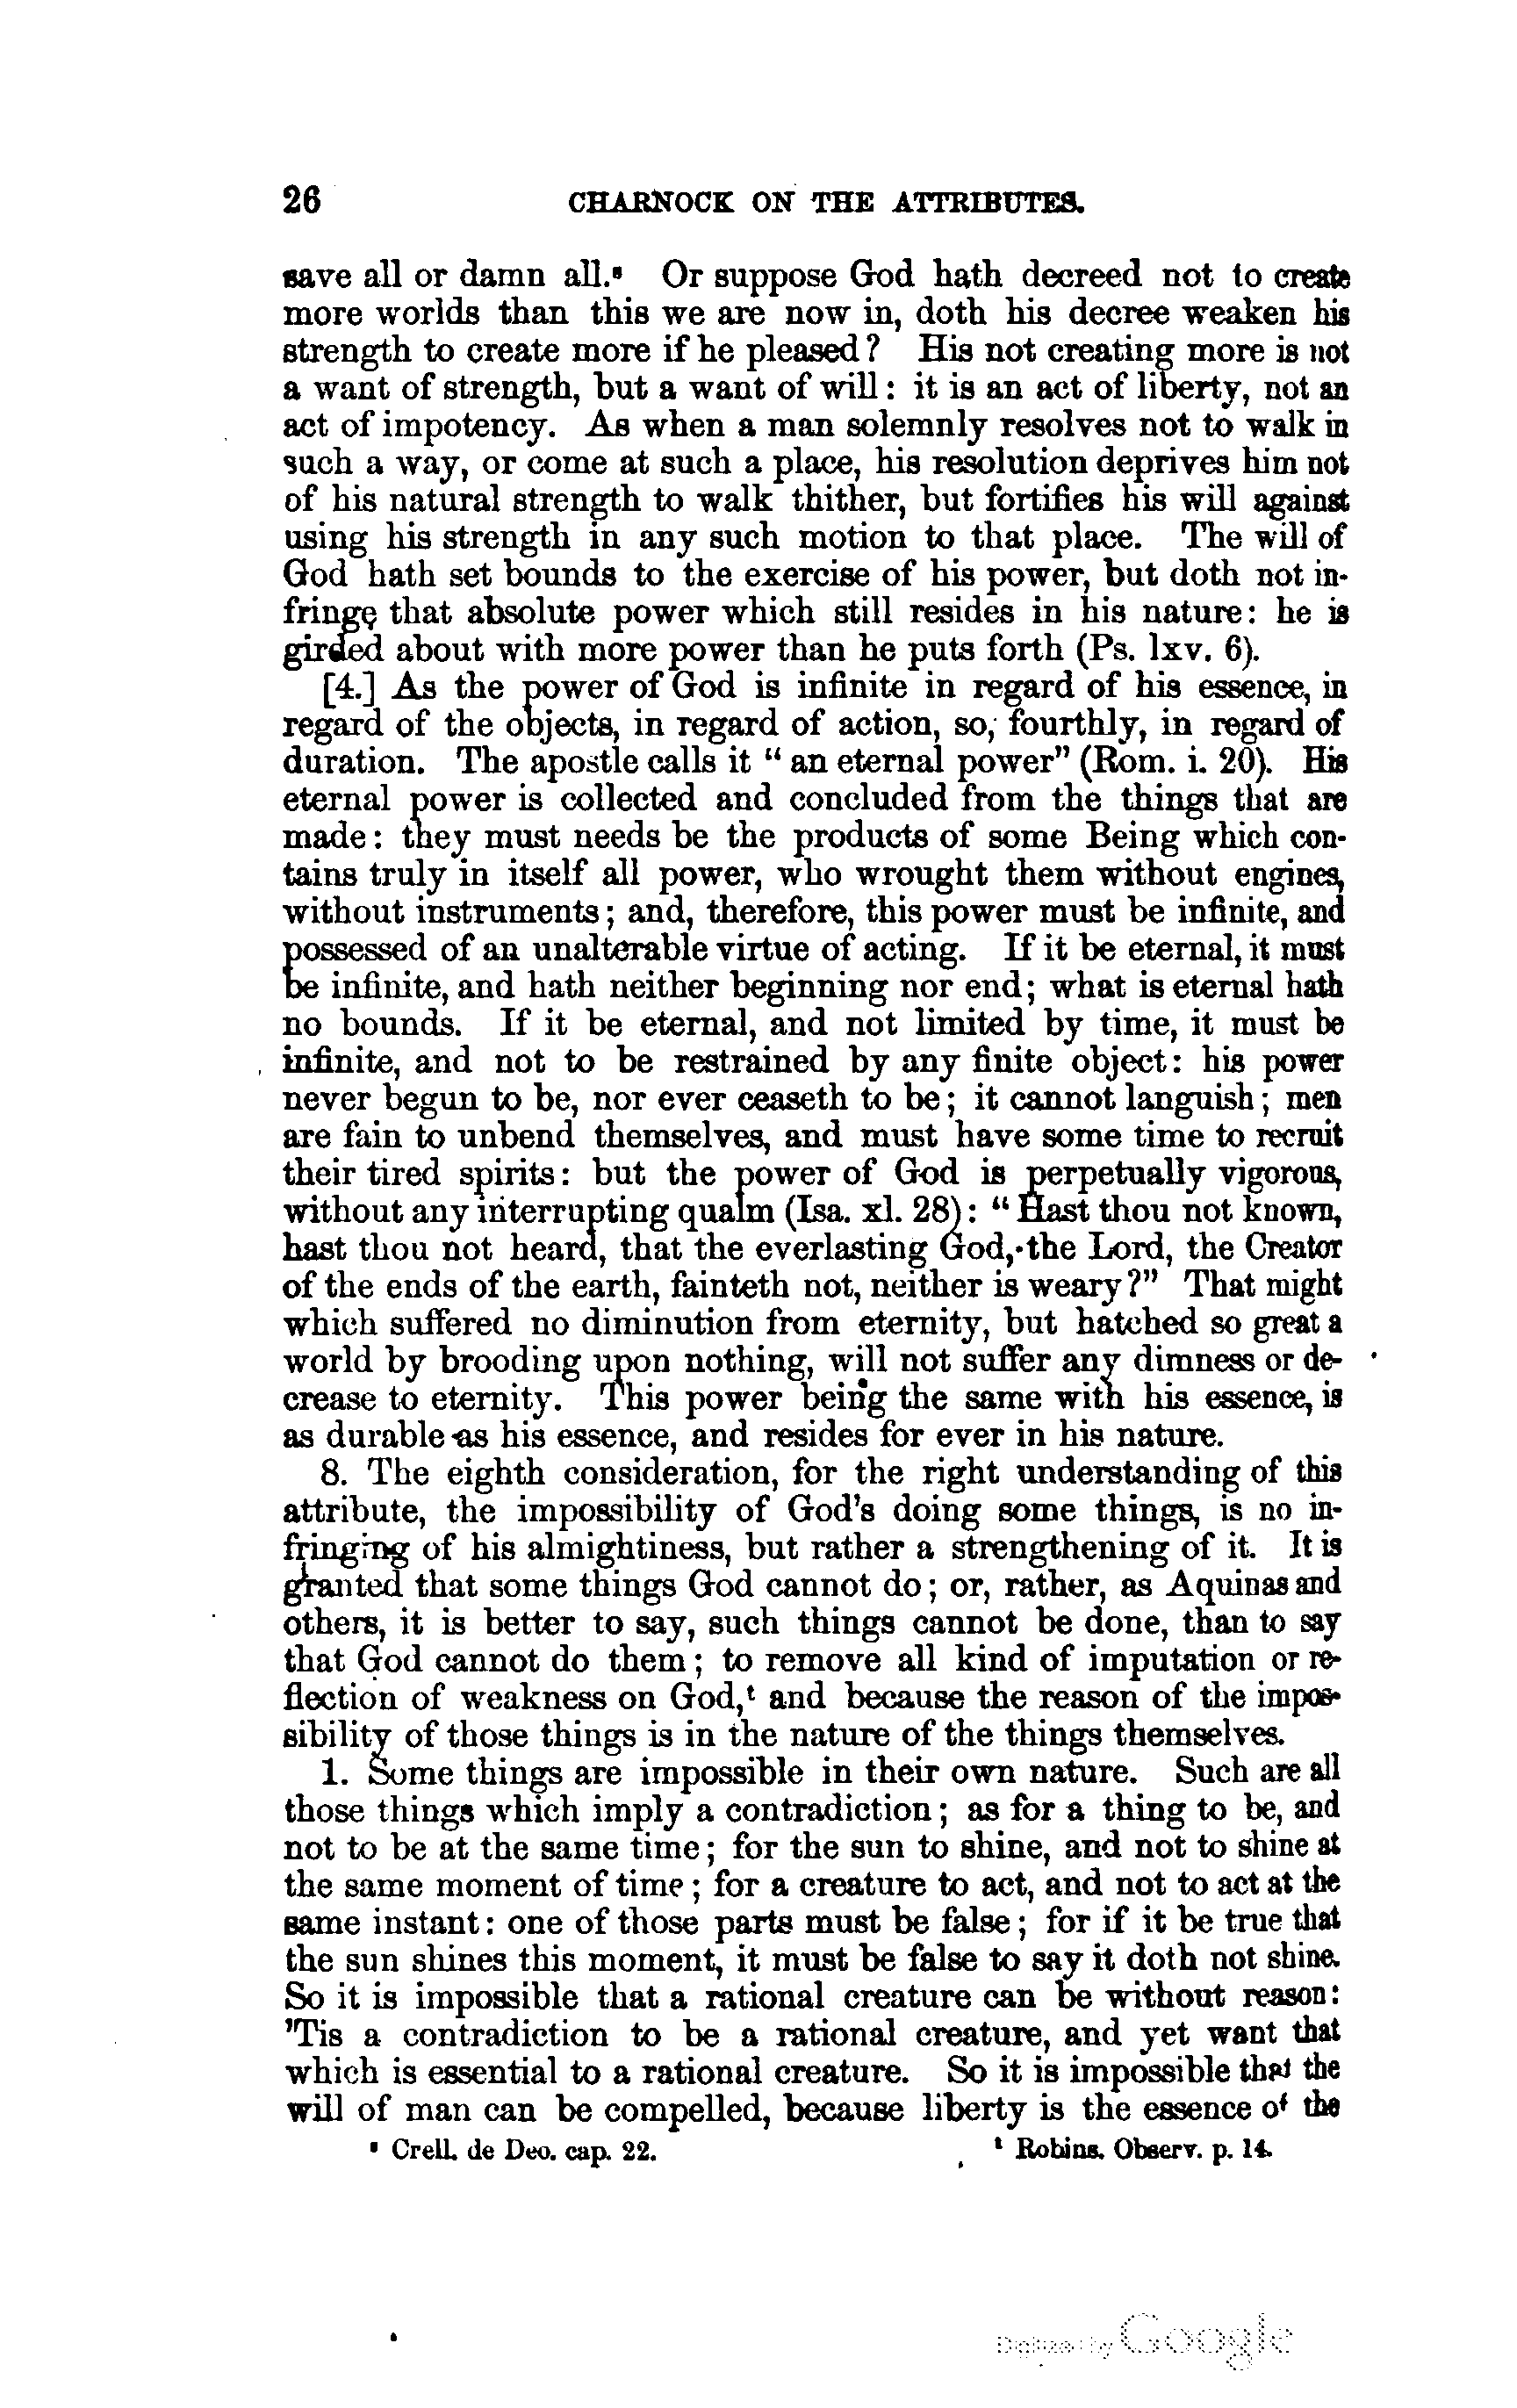 26 CHARNOCK ON THE ATTRIBUTES.
save all or damn all.s Or suppose God hath decreed not to create
more worlds than this we are now in, doth his decree weaken his
strength to create more if he pleased? His not creating more is not
a want of strength, but a want of will: it is an act of liberty, not an
act of impotency. As when a man solemnly resolves not to walk in
such a way, or come at such a place, his resolution deprives him not
of his natural strength to walk thither, but fortifies his will against
using his strength in any such motion to that place. The will of
God hath set bounds to the exercise of his power, but doth not in-
fringe that absolute power which still resides in his nature: he is
girded about with more power than he puts forth (Ps. lxv. 6).
[4.] As the power of God is infinite in regard of his essence, in
regard of the objects, in regard of action, so, fourthly, in regard of
duration. The apostle calls it "an eternal power" (Rom. i. 20). His
eternal power is collected and concluded from the things that are
made: they must needs be the products of some Being which con-
tains truly in itself all power, who wrought them without engines,
without instruments; and, therefore, this power must be infinite, and
possessed of an unalterable virtue of acting. If it be eternal, it must
be infinite, and hath neither beginning nor end; what is eternal hath
no bounds. If it be eternal, and not limited by time, it must be
infinite, and not to be restrained by any finite object: his power
never begun to be, nor ever ceaseth to be; it cannot languish; men
are fain to unbend themselves, and must have some time to recruit
their tired spirits: but the power of God is perpetually vigorous,
without any interrupting qualm (Isa. xl. 28): "Hast thou not known,
hast thou not heard, that the everlasting God, the Lord, the Creator
of the ends of the earth, fainteth not, neither is weary?" That might
which suffered no diminution from eternity, but hatched so great a
world by brooding upon nothing, will not suffer any dimness or de-
crease to eternity. This power being the same with his essence, is
as durable as his essence, and resides for ever in his nature.
8. The eighth consideration, for the right understanding of this
attribute, the impossibility of God's doing some things, is no in-
fringing of his almightiness, but rather a strengthening of it. It is
granted that some things God cannot do; or, rather, as Aquinas and
others, it is better to say, such things cannot be done, than to say
that God cannot do them; to remove all kind of imputation or re-
flection of weakness on God,t and because the reason of the impos-
sibility of those things is in the nature of the things themselves.
1. Some things are impossible in their own nature. Such are all
those things which imply a contradiction; as for a thing to be, and
not to be at the same time; for the sun to shine, and not to shine at
the same moment of time; for a creature to act, and not to act at the
same instant: one of those parts must be false; for if it be true that
the sun shines this moment, it must be false to say it doth not shine.
So it is impossible that a rational creature can be without reason:
'Tis a contradiction to be a rational creature, and yet want that
which is essential to a rational creature. So it is impossible that the
will of man can be compelled, because liberty is the essence of the
s Crell. de Deo. cap. 22. t Robins. Observ. p. 14.
Digitized by Google